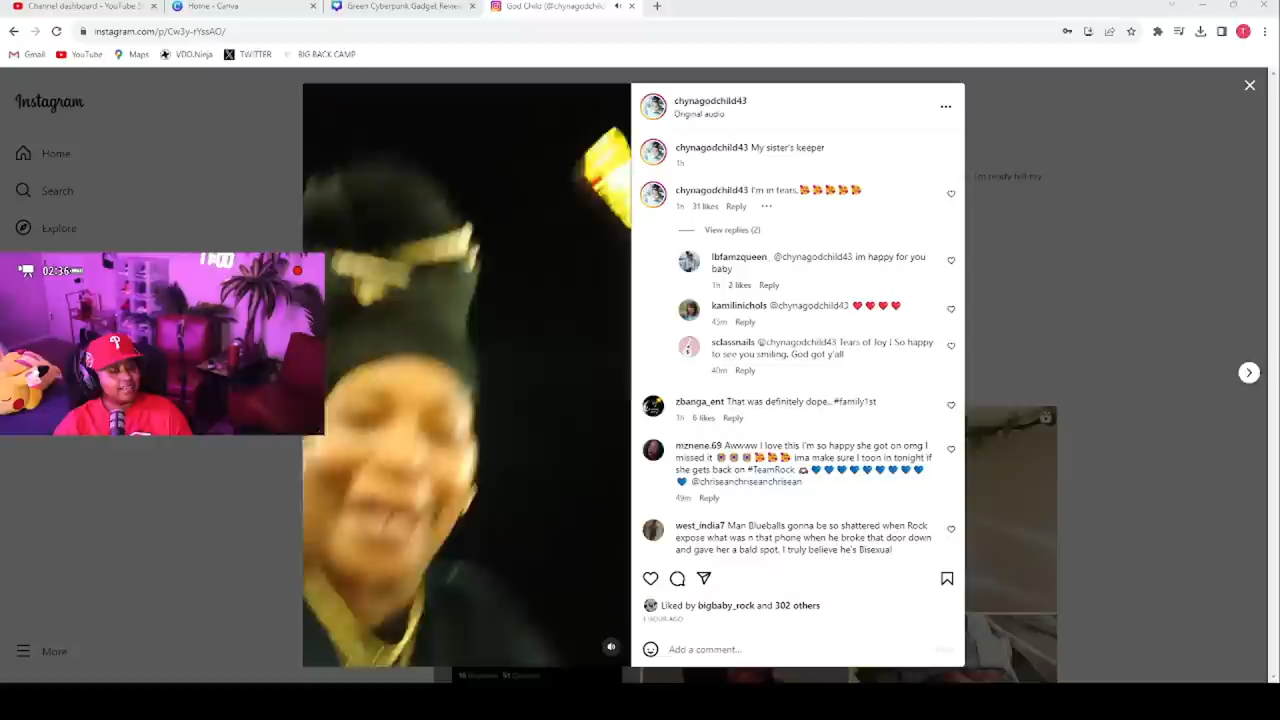 Channel dashboard - YouTube S
Home - Canva
Green Cyberpunk Gadget Review
God Child (@chynagodchild
instagram.com/p/Cw3y-rYssAO/
Gmail
YouTube
Maps
VDO.Ninja
TWITTER
BIG BACK CAMP
Instagram
Home
Search
Explore
More
02:36
chynagodchild43
Original audio
chynagodchild43 My sister's keeper
1h
chynagodchild43 I'm in tears.🥰🥰🥰🥰🥰
1h 31 likes Reply
View replies (2)
lbfamzqueen_ @chynagodchild43 im happy for you
baby
1h 2 likes Reply
kamilinichols @chynagodchild43 ❤️❤️❤️❤️
45m Reply
sclassnails @chynagodchild43 Tears of Joy ! So happy
to see you smiling. God got y'all
40m Reply
zbanga_ent That was definitely dope.. #family1st
1h 6 likes Reply
mznene.69 Awwww I love this I'm so happy she got on omg I
missed it 🥰🥰🥰 ima make sure I toon in tonight if
she gets back on #TeamRock 💙💙💙💙💙💙💙💙💙
💙 @chriseanchriseanchrisean
49m Reply
west_india7 Man Blueballs gonna be so shattered when Rock
expose what was n that phone when he broke that door down
and gave her a bald spot. I truly believe he's Bisexual
Liked by bigbaby_rock and 302 others
1 HOUR AGO
Add a comment...